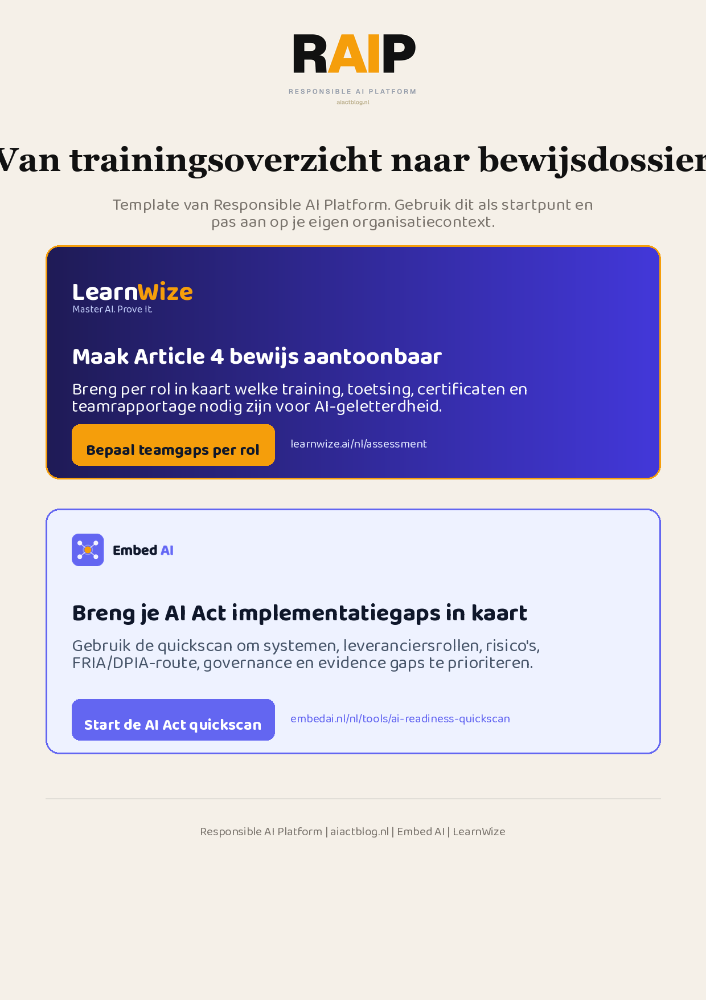 RAIP
RESPONSIBLE AI PLATFORM
aiactblog.nl
Van trainingsoverzicht naar bewijsdossier
Template van Responsible AI Platform. Gebruik dit als startpunt en
pas aan op je eigen organisatiecontext.
LearnWize
Master AI. Prove It.
Maak Article 4 bewijs aantoonbaar
Breng per rol in kaart welke training, toetsing, certificaten en
teamrapportage nodig zijn voor AI-geletterdheid.
Bepaal teamgaps per rol
learnwize.ai/nl/assessment
Embed AI
Breng je AI Act implementatiegaps in kaart
Gebruik de quickscan om systemen, leveranciersrollen, risico's,
FRIA/DPIA-route, governance en evidence gaps te prioriteren.
Start de AI Act quickscan
embedai.nl/nl/tools/ai-readiness-quickscan
Responsible AI Platform | aiactblog.nl | Embed AI | LearnWize